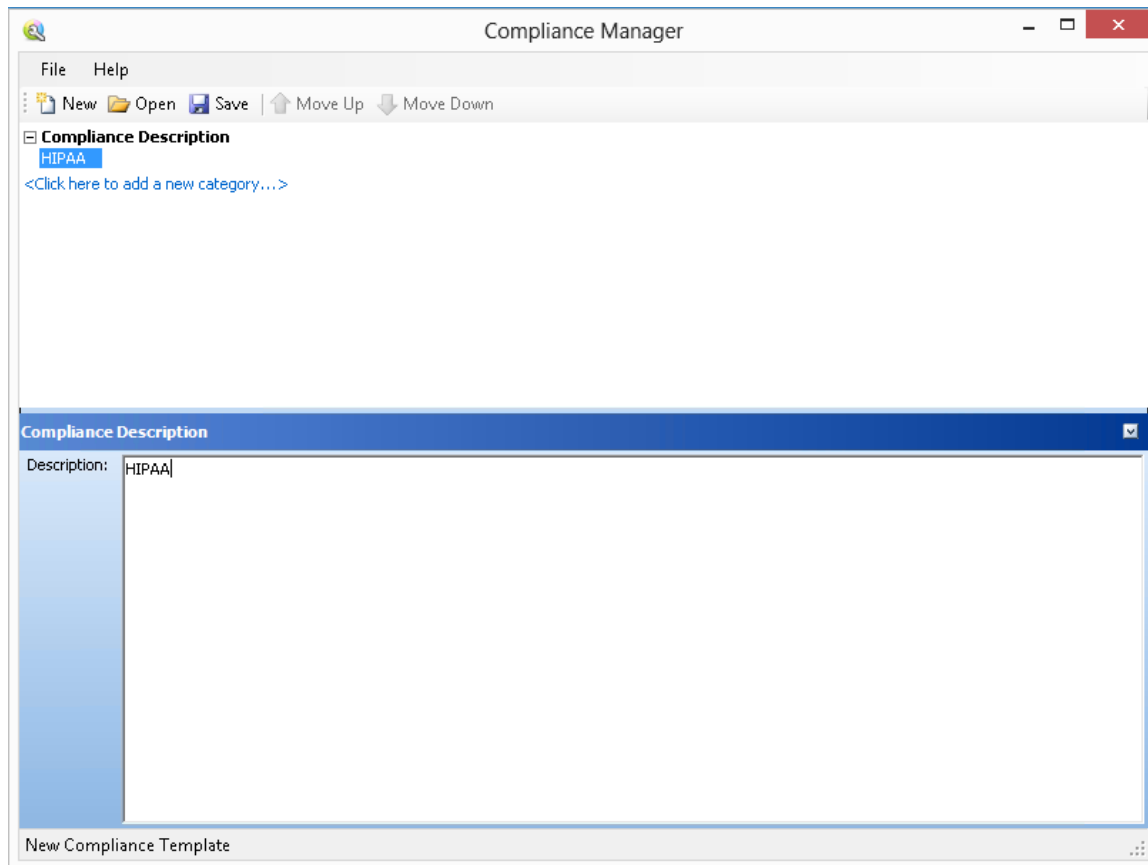 Compliance Manager
File Help
New Open Save Move Up Move Down
Compliance Description
HIPAA
<Click here to add a new category...>
Compliance Description
Description: HIPAA
New Compliance Template